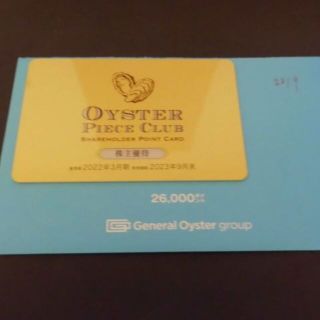 OYSTER
PIECE CLUB
SHAREHOLDER POINT CARD
株主優待
2022年3月期 2023年9月末
26,000
General Oyster group